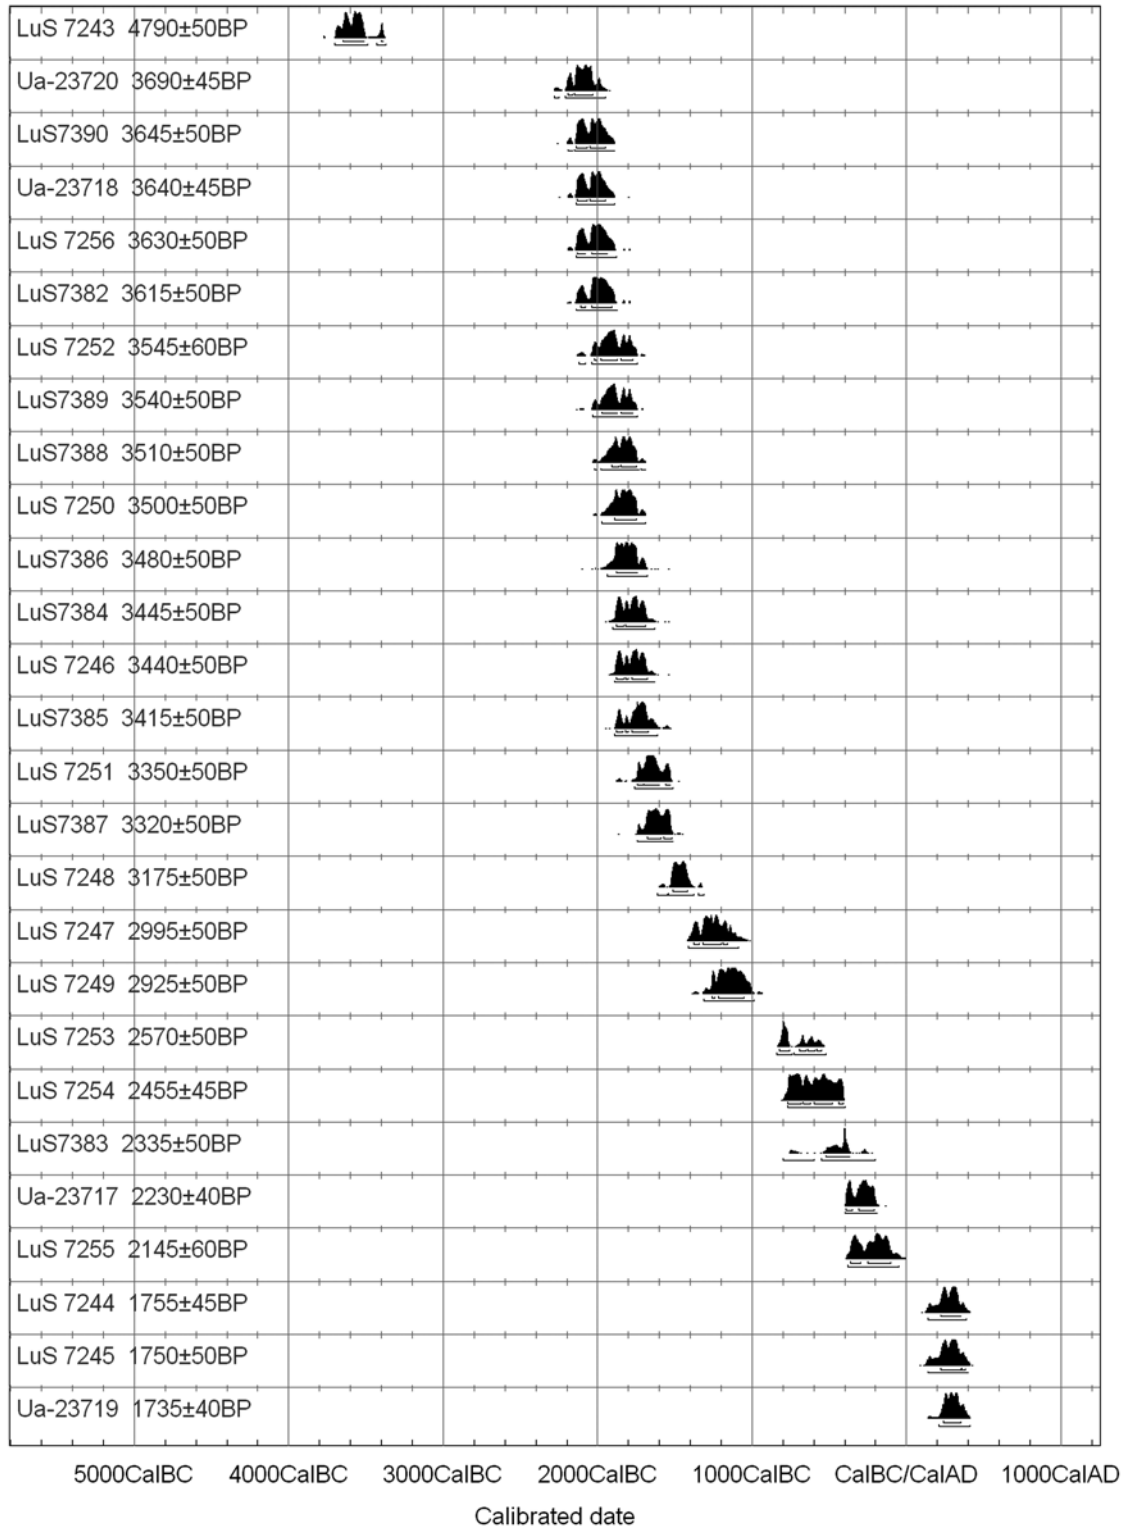 LuS 7243 4790±50BP
Ua-23720 3690±45BP
LuS7390 3645±50BP
Ua-23718 3640±45BP
LuS 7256 3630±50BP
LuS7382 3615±50BP
LuS 7252 3545±60BP
LuS7389 3540±50BP
LuS7388 3510±50BP
LuS 7250 3500±50BP
LuS7386 3480±50BP
LuS7384 3445±50BP
LuS 7246 3440±50BP
LuS7385 3415±50BP
LuS 7251 3350±50BP
LuS7387 3320±50BP
LuS 7248 3175±50BP
LuS 7247 2995±50BP
LuS 7249 2925±50BP
LuS 7253 2570±50BP
LuS 7254 2455±45BP
LuS7383 2335±50BP
Ua-23717 2230±40BP
LuS 7255 2145±60BP
LuS 7244 1755±45BP
LuS 7245 1750±50BP
Ua-23719 1735±40BP
5000CalBC 4000CalBC 3000CalBC 2000CalBC 1000CalBC CalBC/CalAD 1000CalAD
Calibrated date